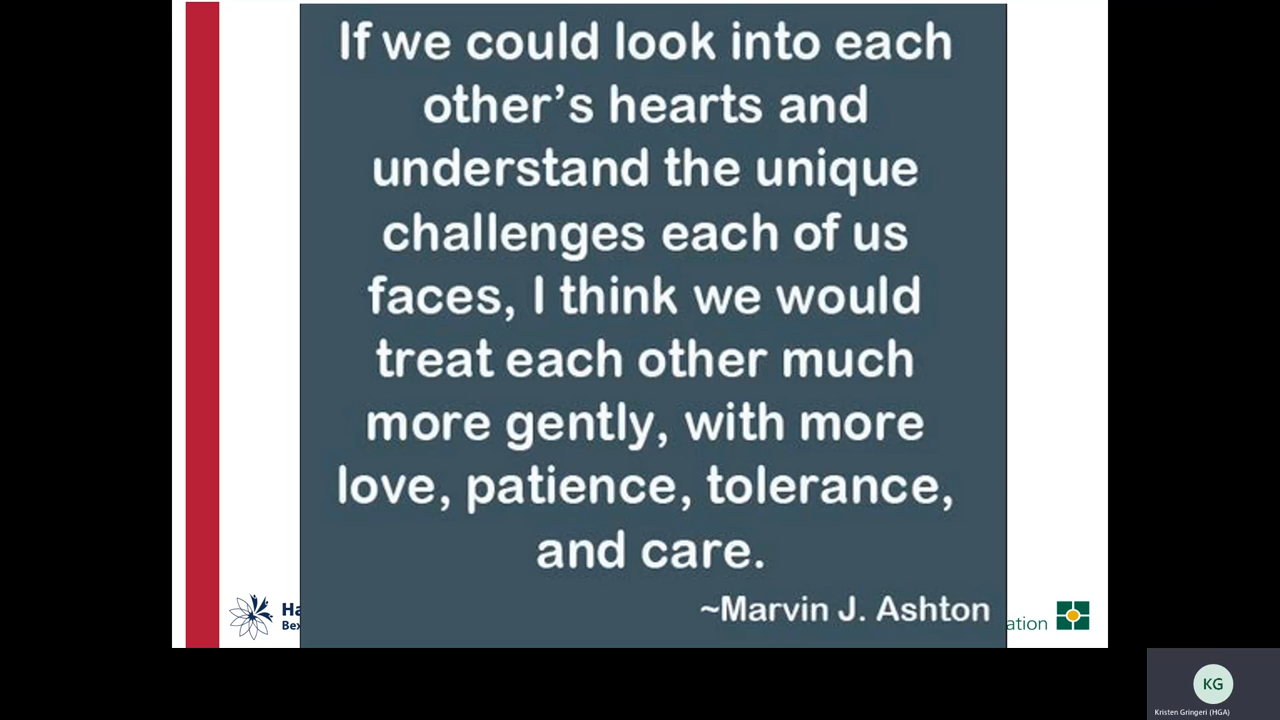 If we could look into each
other’s hearts and
understand the unique
challenges each of us
faces, I think we would
treat each other much
more gently, with more
love, patience, tolerance,
and care.
~Marvin J. Ashton
Ha
Bex
ation
KG
Kristen Gringeri (HGA)